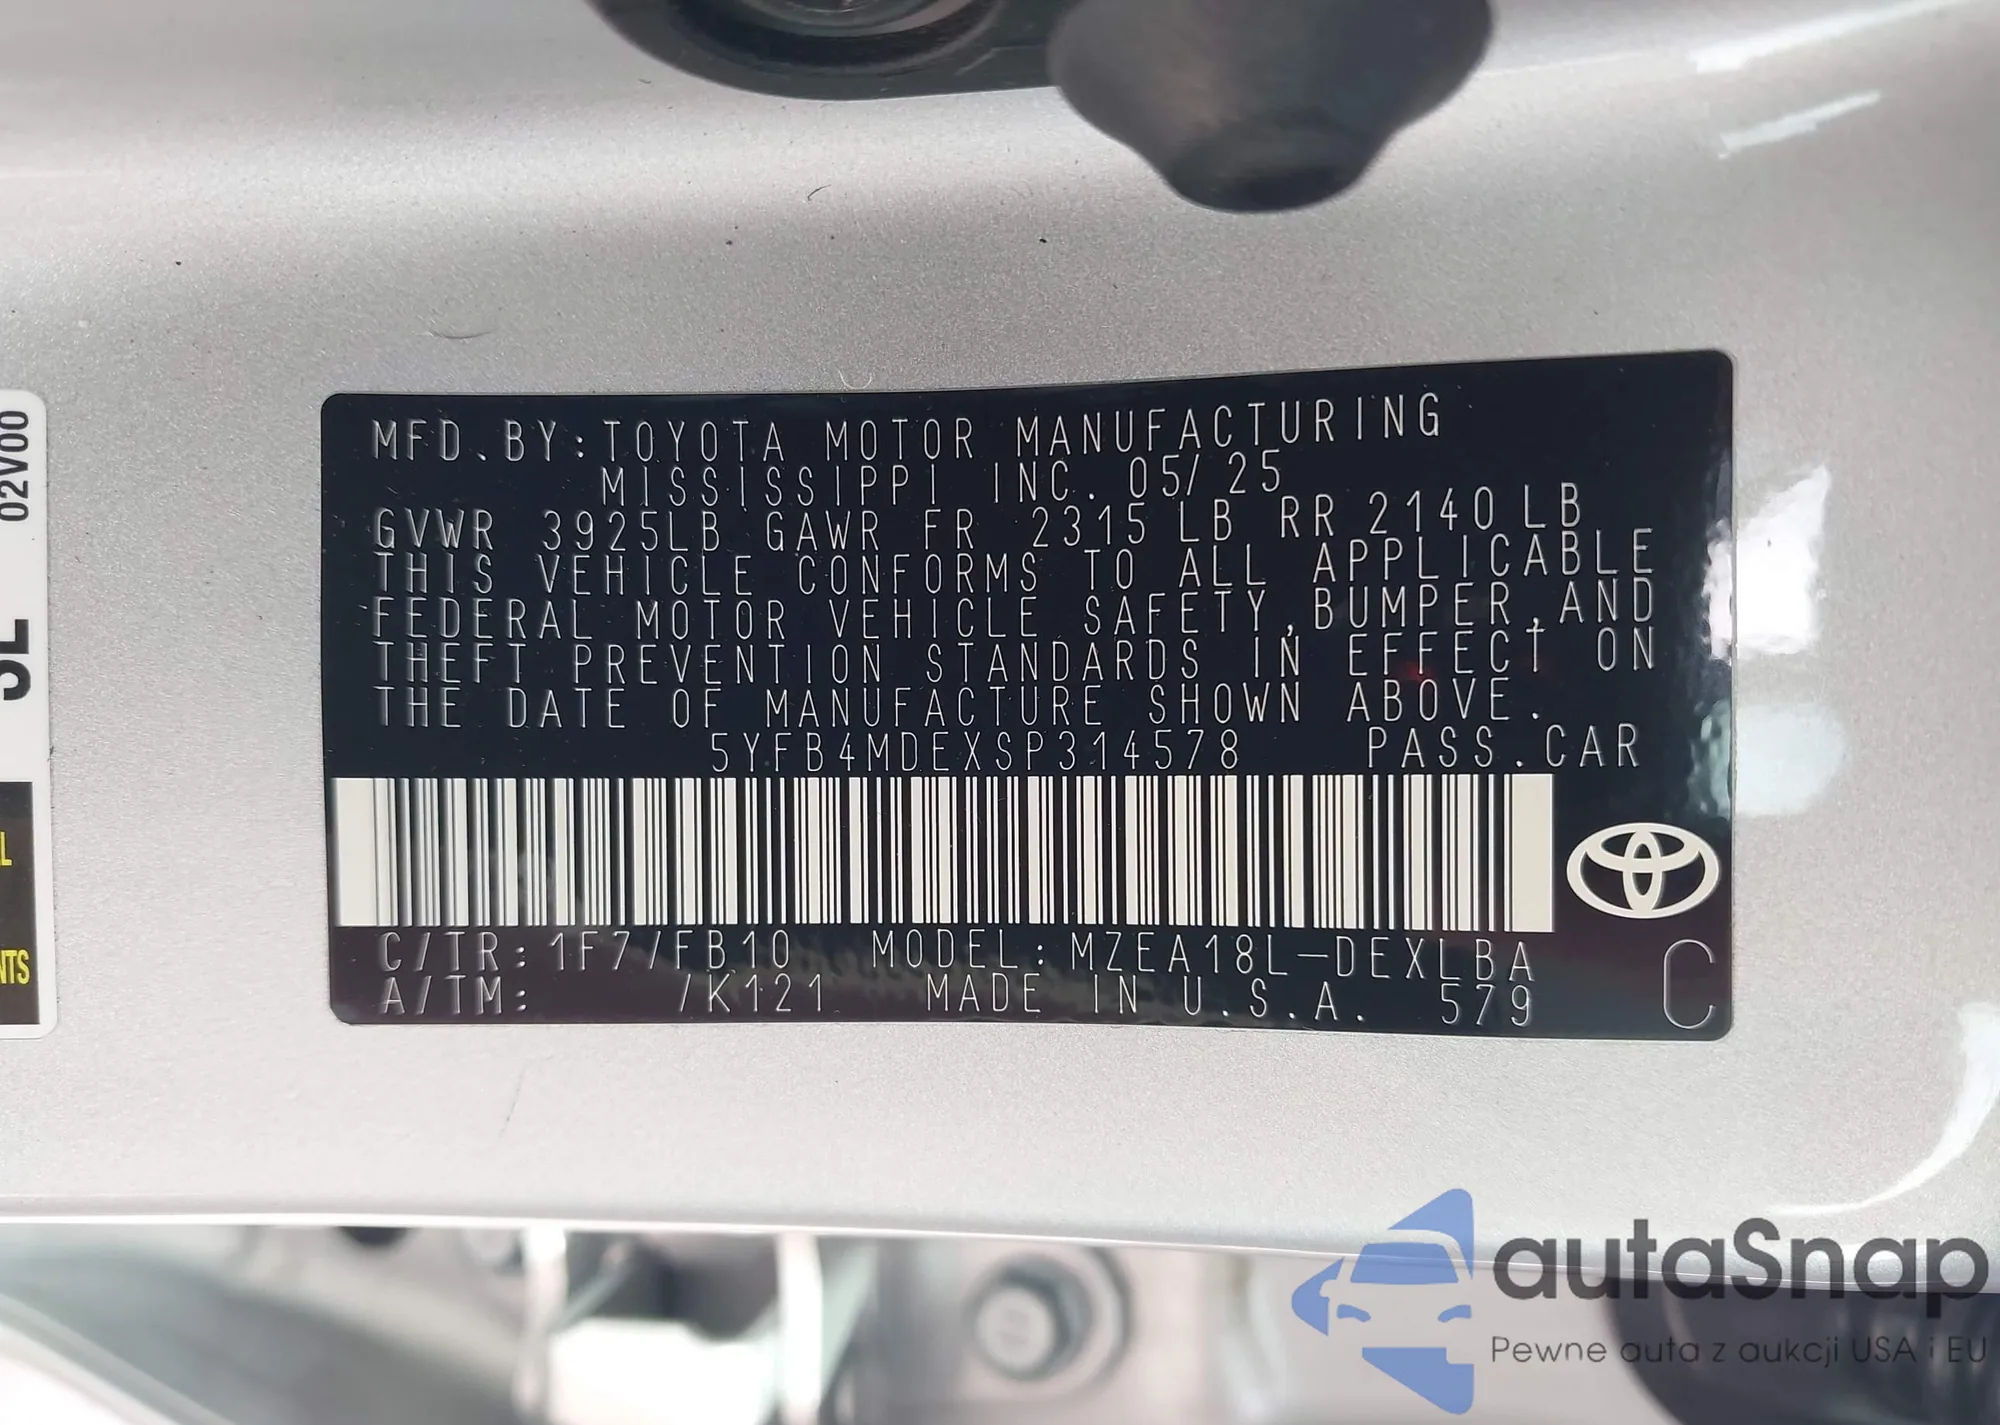 02V00
MFD.BY:TOYOTA MOTOR MANUFACTURING
MISSISSIPPI INC. 05/25
GVWR 3925LB GAWR FR 2315 LB RR 2140 LB
THIS VEHICLE CONFORMS TO ALL APPLICABLE
FEDERAL MOTOR VEHICLE SAFETY,BUMPER,AND
THEFT PREVENTION STANDARDS IN EFFECT ON
THE DATE OF MANUFACTURE SHOWN ABOVE.
5YFB4MDEXSP314578 PASS.CAR
C/TR:1F7/FB10 MODEL:MZEA18L-DEXLBA
A/TM: /K121 MADE IN U.S.A. 579 C
autaSnap
Pewne auta z aukcji USA i EU